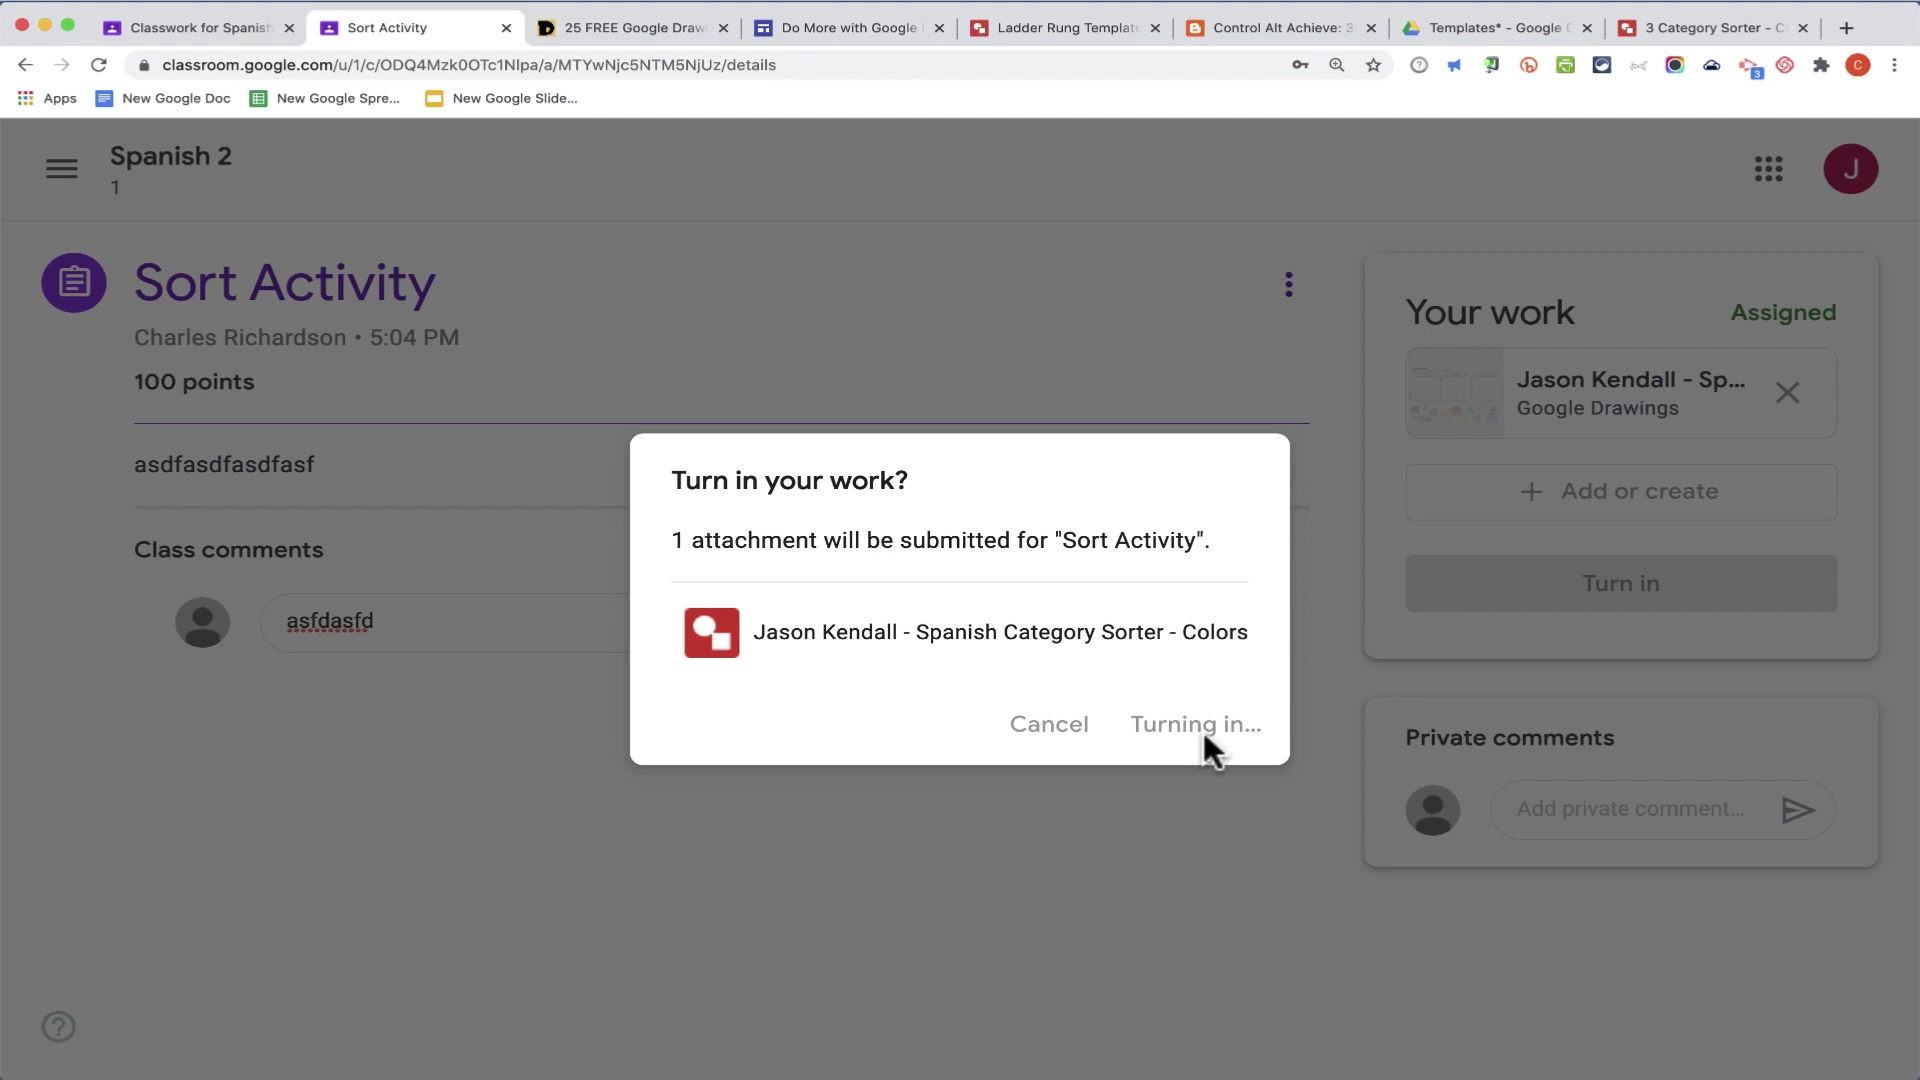 Classwork for Spanish
Sort Activity
25 FREE Google Draw
Do More with Google
Ladder Rung Template
Control Alt Achieve: 3
Templates* - Google D
3 Category Sorter - C
classroom.google.com/u/1/c/ODQ4Mzk0OTc1Nlpa/a/MTYwNjc5NTM5NjUz/details
3
C
Apps
New Google Doc
New Google Spre...
New Google Slide...
Spanish 2
1
J
Sort Activity
Charles Richardson • 5:04 PM
100 points
asdfasdfasdfasf
Class comments
asfdasfd
Your work
Assigned
Jason Kendall - Sp...
Google Drawings
+ Add or create
Turn in
Turn in your work?
1 attachment will be submitted for "Sort Activity".
Jason Kendall - Spanish Category Sorter - Colors
Cancel
Turning in...
Private comments
Add private comment...